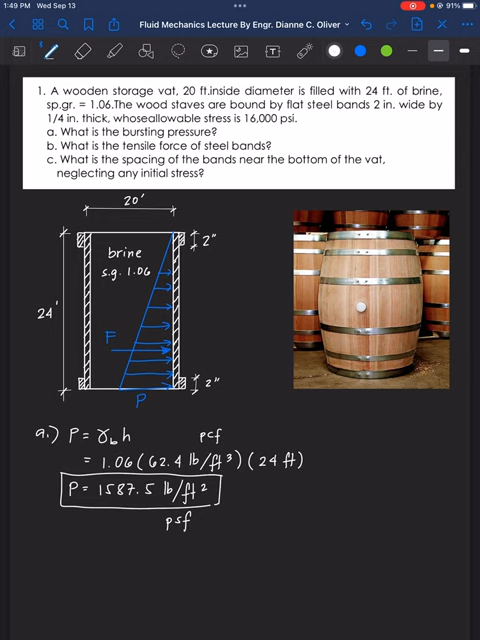 1:49 PM Wed Sep 13
91%
Fluid Mechanics Lecture By Engr. Dianne C. Oliver
1. A wooden storage vat, 20 ft.inside diameter is filled with 24 ft. of brine,
sp.gr. = 1.06.The wood staves are bound by flat steel bands 2 in. wide by
1/4 in. thick, whoseallowable stress is 16,000 psi.
a. What is the bursting pressure?
b. What is the tensile force of steel bands?
c. What is the spacing of the bands near the bottom of the vat,
neglecting any initial stress?
20'
2"
brine
s.g. 1.06
24'
F
2"
P
a.) P = γb h pcf
= 1.06 (62.4 lb/ft3) (24 ft)
P = 1587.5 lb/ft2
psf